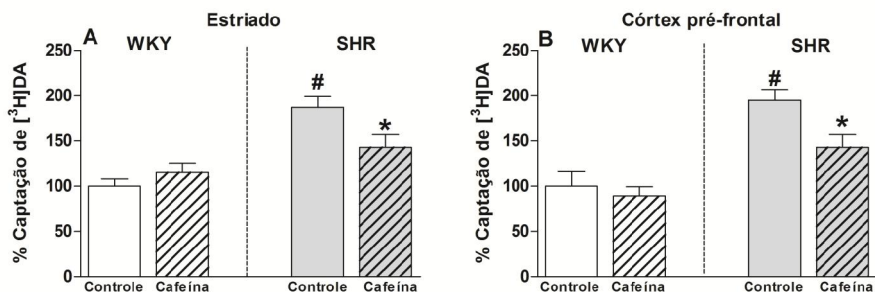 Estriado
A
WKY
SHR
% Captação de [³H]DA
250
200
150
100
50
0
#
*
Controle Cafeína Controle Cafeína
Córtex pré-frontal
B
WKY
SHR
% Captação de [³H]DA
250
200
150
100
50
0
#
*
Controle Cafeína Controle Cafeína